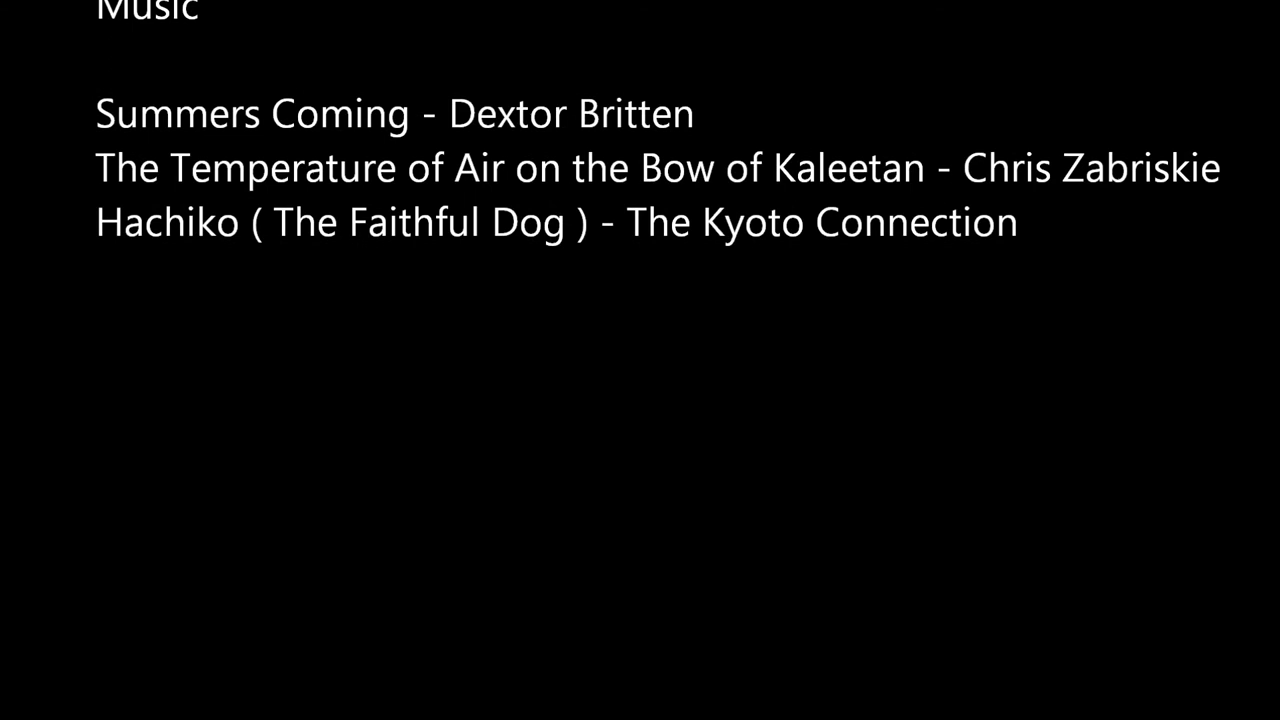 Music
Summers Coming - Dextor Britten
The Temperature of Air on the Bow of Kaleetan - Chris Zabriskie
Hachiko ( The Faithful Dog ) - The Kyoto Connection